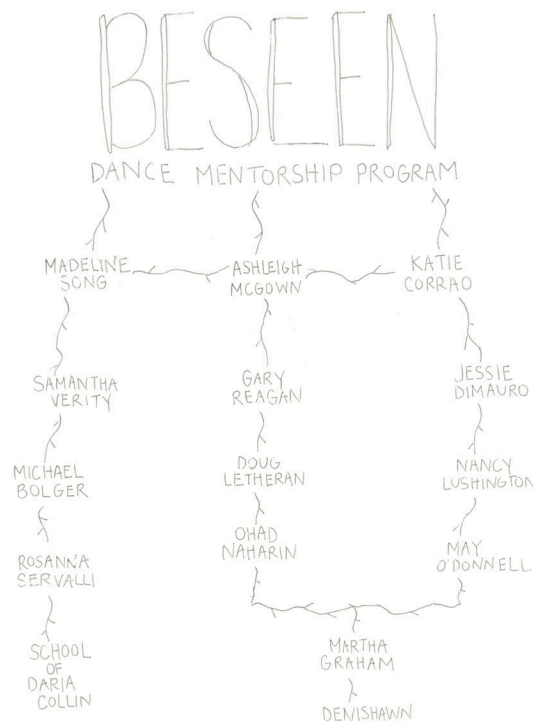 BESEEN
DANCE MENTORSHIP PROGRAM
MADELINE
SONG
ASHLEIGH
MCGOWN
KATIE
CORRAO
SAMANTHA
VERITY
GARY
REAGAN
JESSIE
DIMAURO
MICHAEL
BOLGER
DOUG
LETHERAN
NANCY
LUSHINGTON
ROSANNA
SERVALLI
OHAD
NAHARIN
MAY
O'DONNELL
SCHOOL
OF
DARIA
COLLIN
MARTHA
GRAHAM
DENISHAWN